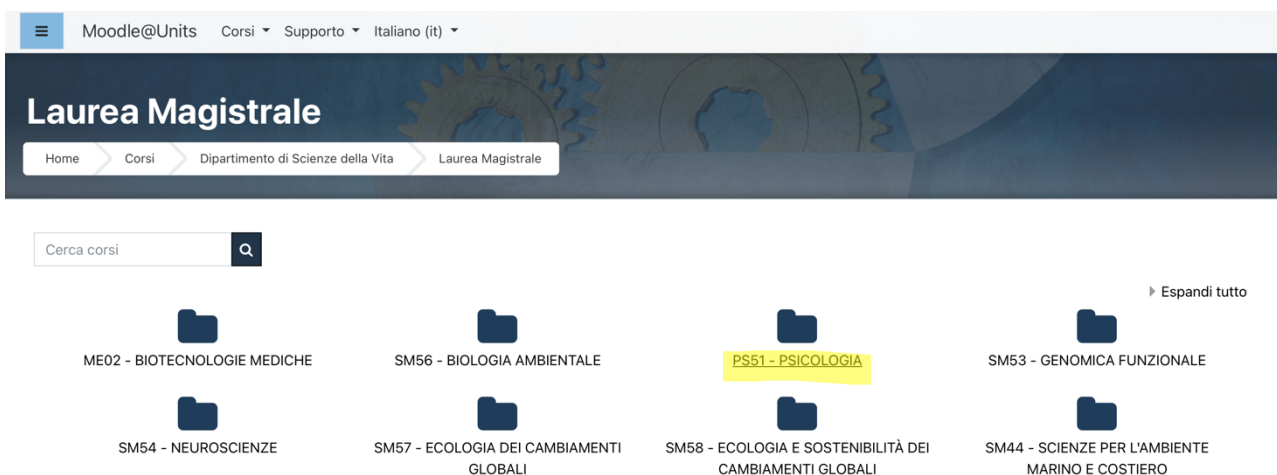 Moodle@Units Corsi Supporto Italiano (it)
Laurea Magistrale
Home Corsi Dipartimento di Scienze della Vita Laurea Magistrale
Cerca corsi
Espandi tutto
ME02 - BIOTECNOLOGIE MEDICHE
SM56 - BIOLOGIA AMBIENTALE
PS51 - PSICOLOGIA
SM53 - GENOMICA FUNZIONALE
SM54 - NEUROSCIENZE
SM57 - ECOLOGIA DEI CAMBIAMENTI
GLOBALI
SM58 - ECOLOGIA E SOSTENIBILITÀ DEI
CAMBIAMENTI GLOBALI
SM44 - SCIENZE PER L'AMBIENTE
MARINO E COSTIERO